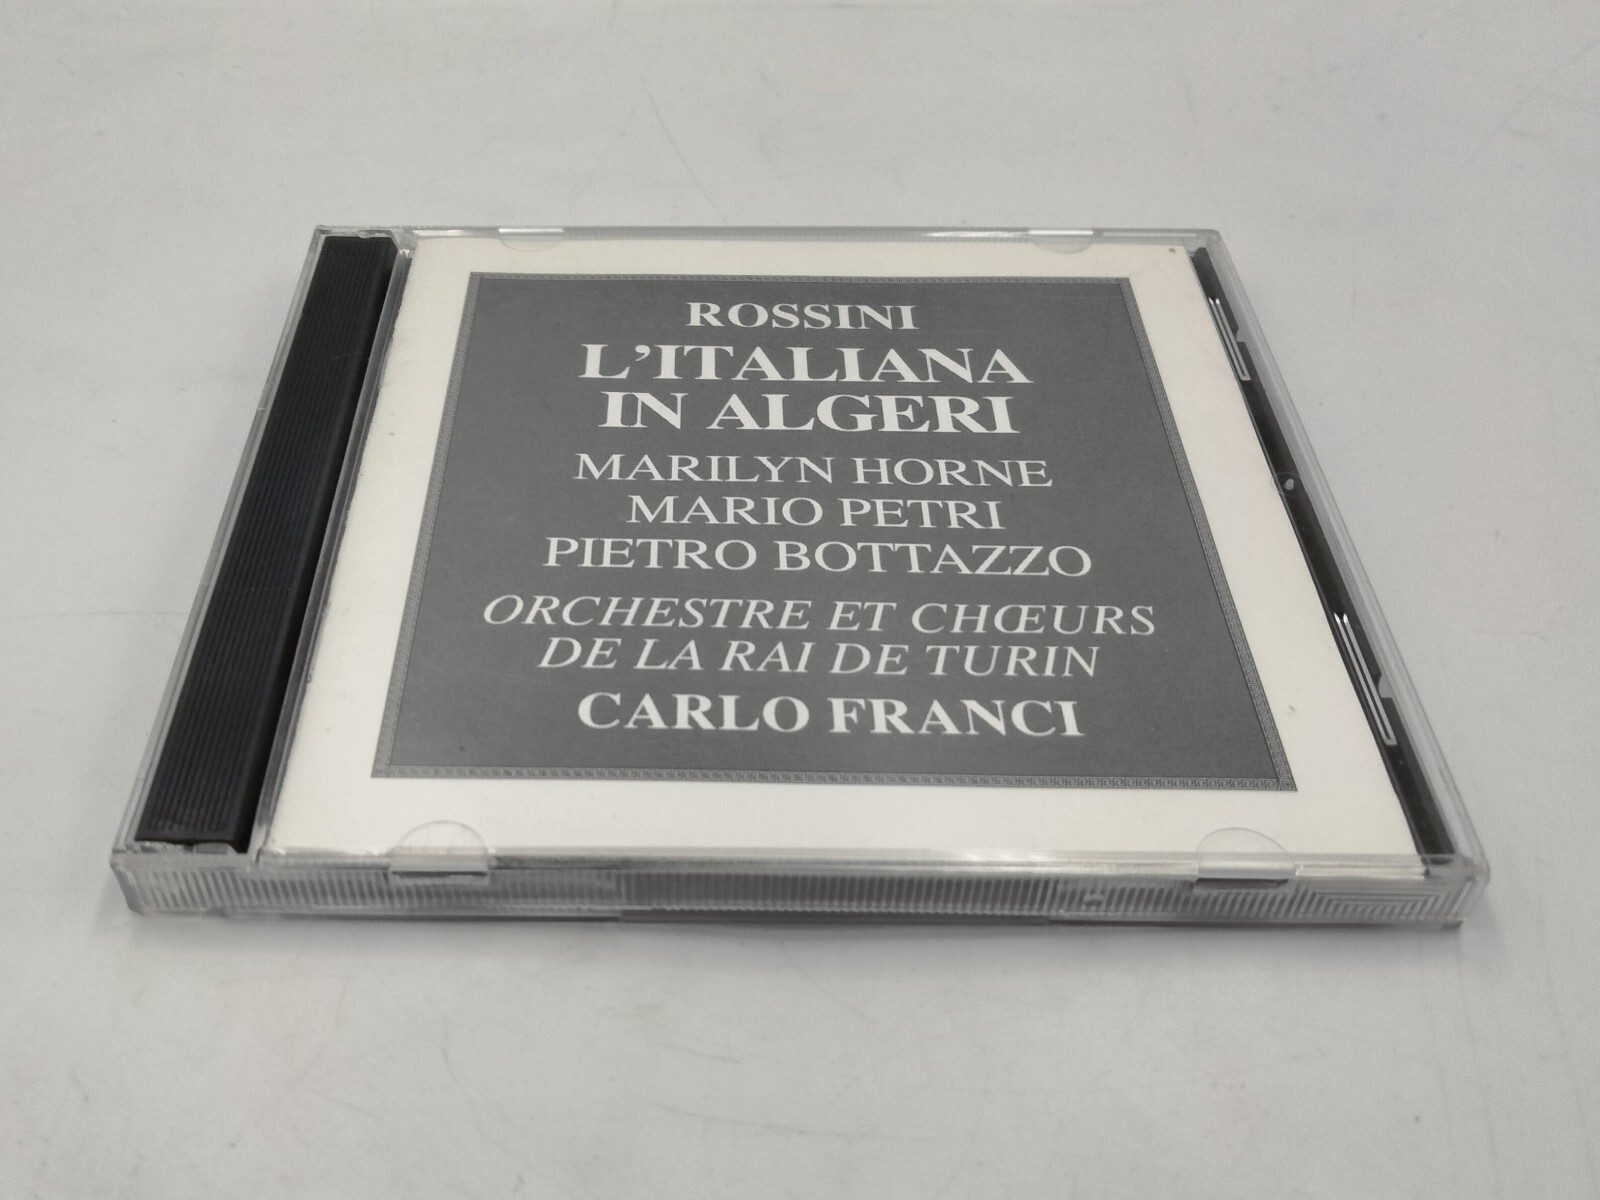 ROSSINI
L'ITALIANA
IN ALGERI
MARILYN HORNE
MARIO PETRI
PIETRO BOTTAZZO
ORCHESTRE ET CHŒURS
DE LA RAI DE TURIN
CARLO FRANCI